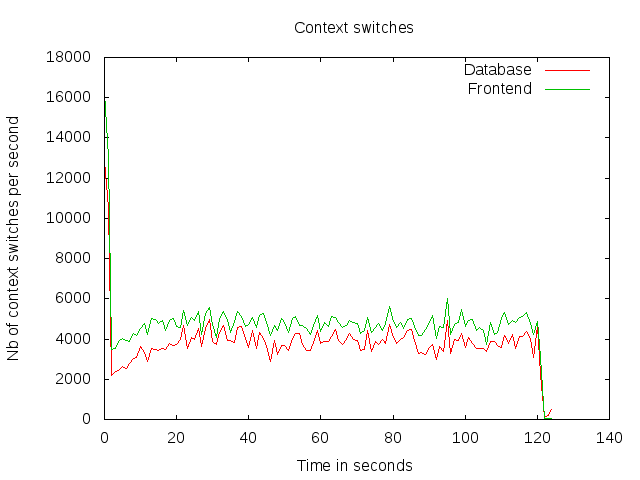 Context switches
Nb of context switches per second
18000
16000
14000
12000
10000
8000
6000
4000
2000
0
Database
Frontend
0 20 40 60 80 100 120 140
Time in seconds